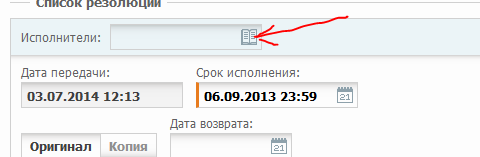 Список резолюций
Исполнители:
Дата передачи: Срок исполнения:
03.07.2014 12:13 06.09.2013 23:59
Дата возврата:
Оригинал Копия